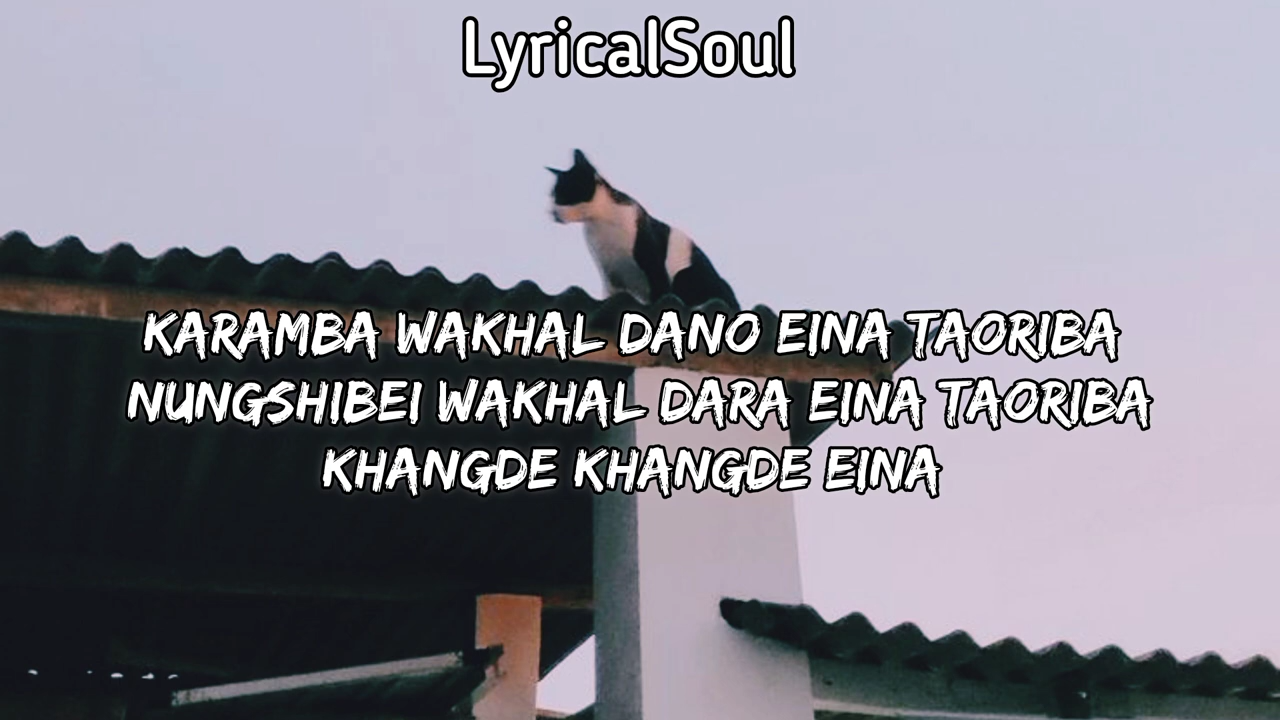 LyricalSoul
KARAMBA WAKHAL DANO EINA TAORIBA
NUNGSHIBEI WAKHAL DARA EINA TAORIBA
KHANGDE KHANGDE EINA